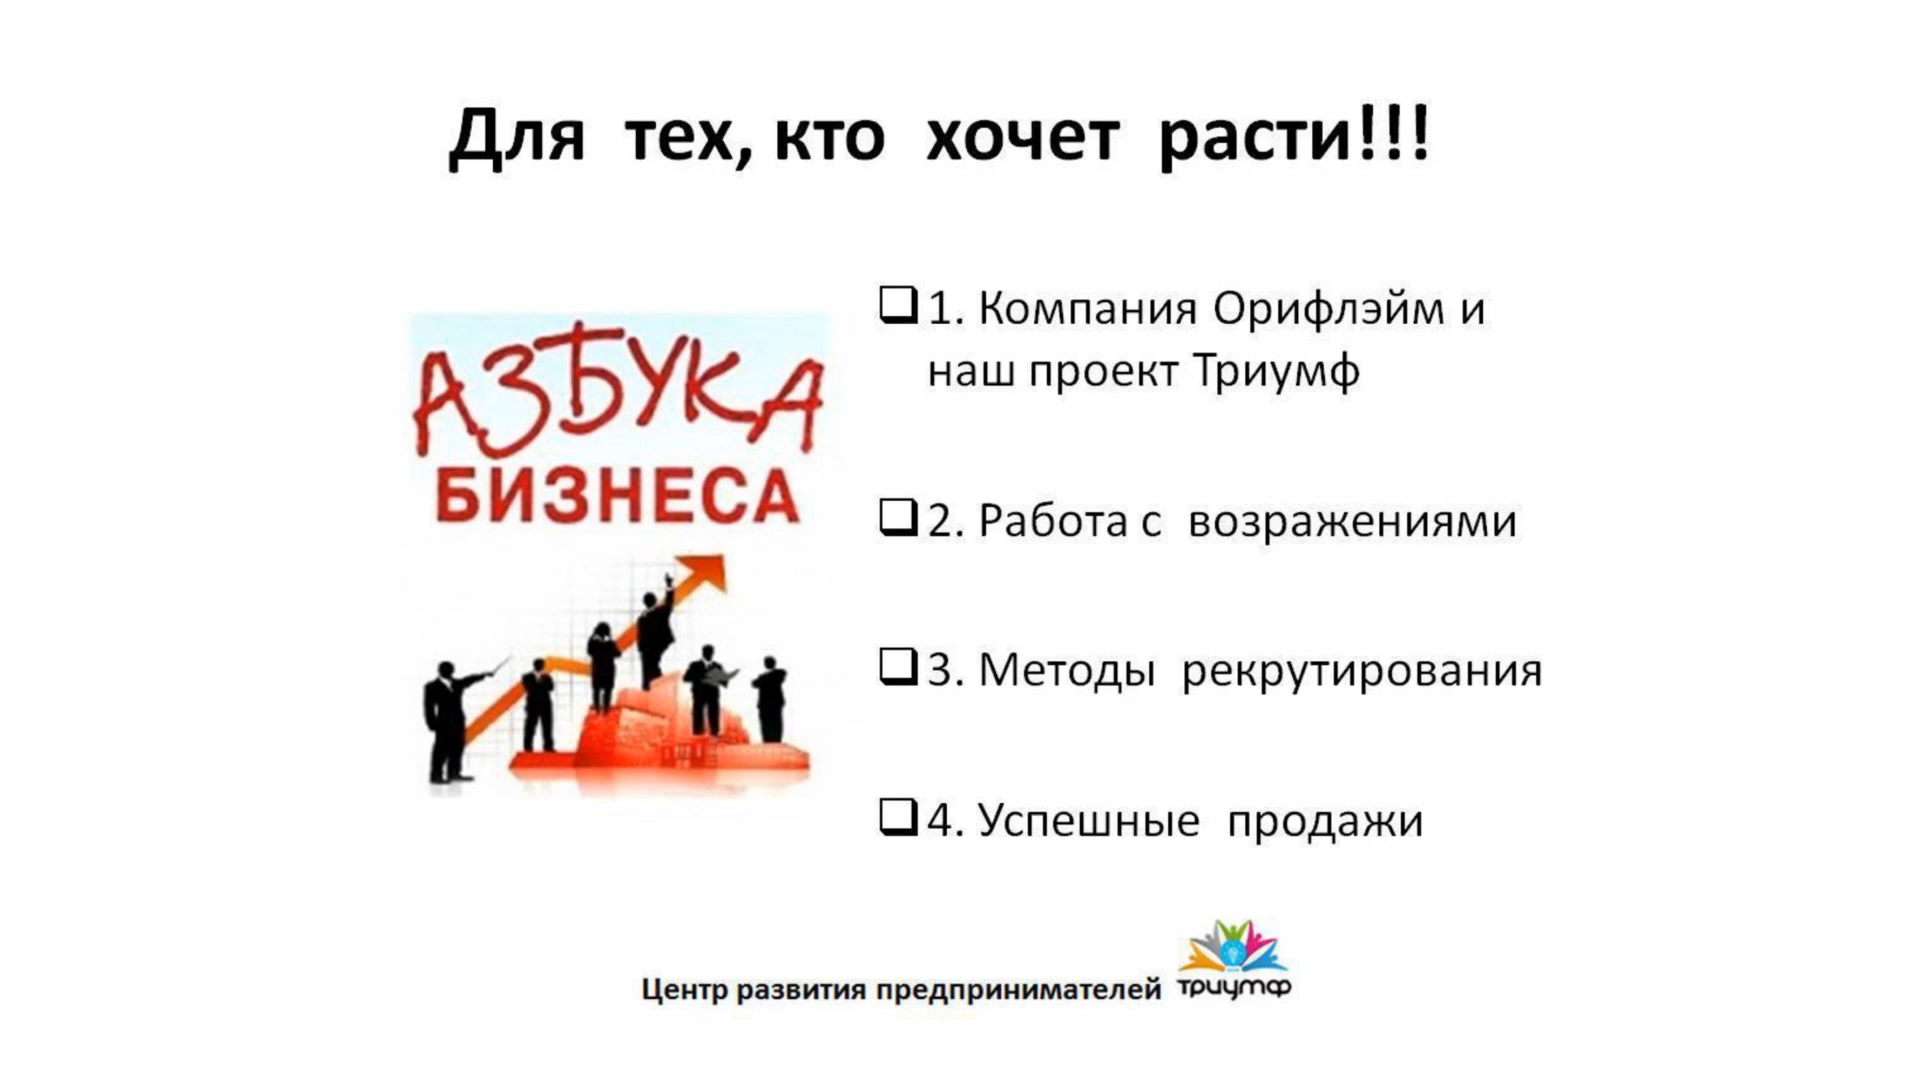 Для тех, кто хочет расти!!!
АЗБУКА
БИЗНЕСА
1. Компания Орифлэйм и
наш проект Триумф
2. Работа с возражениями
3. Методы рекрутирования
4. Успешные продажи
Центр развития предпринимателей
триумф